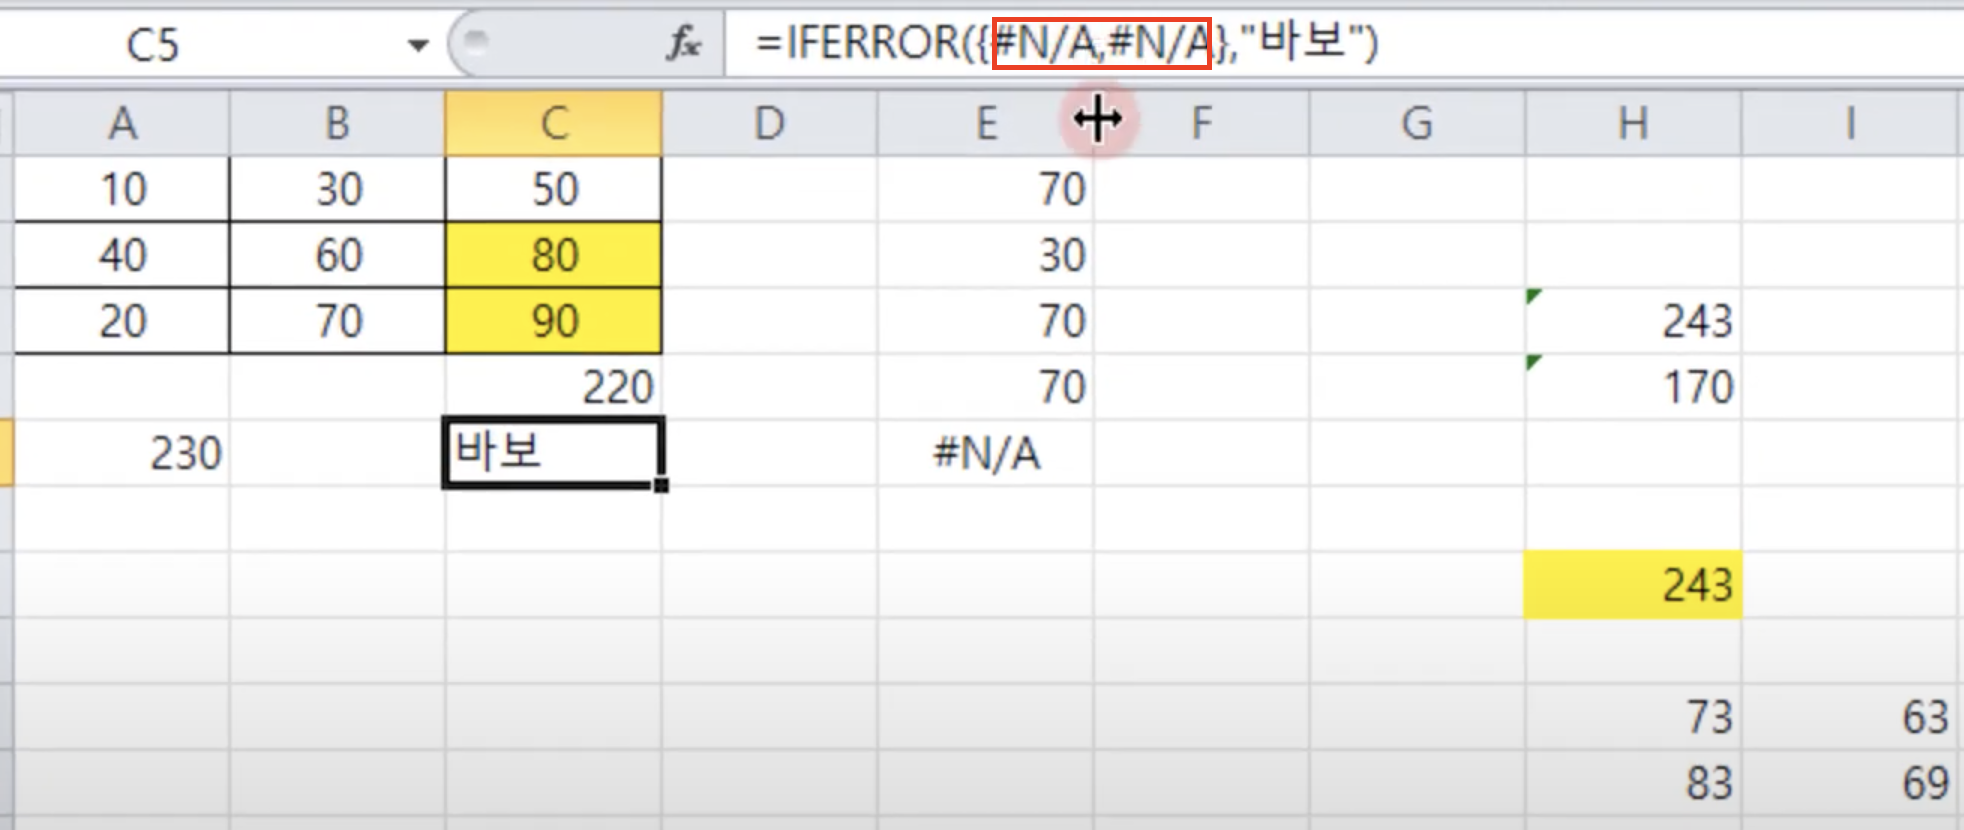 C5 fx =IFERROR({#N/A,#N/A},"바보")
A B C D E F G H I
10 30 50 70
40 60 80 30
20 70 90 70 243
220 70 170
230 바보 #N/A
243
73 63
83 69